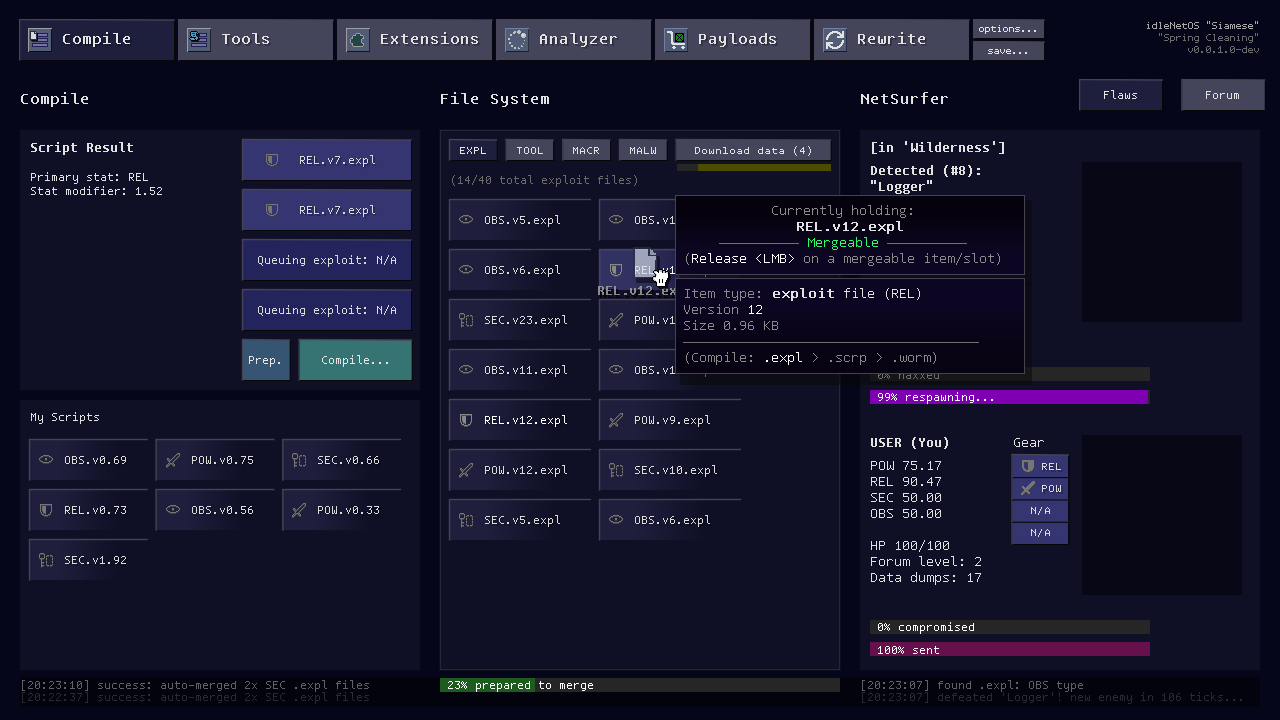 Compile
Tools
Extensions
Analyzer
Payloads
Rewrite
options...
save...
idleNetOS "Siamese"
"Spring Cleaning"
v0.0.1.0-dev
Compile
File System
NetSurfer
Flaws
Forum
Script Result
Primary stat: REL
Stat modifier: 1.52
REL.v7.expl
REL.v7.expl
Queuing exploit: N/A
Queuing exploit: N/A
Prep.
Compile...
My Scripts
OBS.v0.69
POW.v0.75
SEC.v0.66
REL.v0.73
OBS.v0.56
POW.v0.33
SEC.v1.92
EXPL
TOOL
MACR
MALW
Download data (4)
(14/40 total exploit files)
OBS.v5.expl
OBS.v1
OBS.v6.expl
REL.v12.ex
SEC.v23.expl
POW.v1
OBS.v11.expl
OBS.v1
REL.v12.expl
POW.v9.expl
POW.v12.expl
SEC.v10.expl
SEC.v5.expl
OBS.v6.expl
Currently holding:
REL.v12.expl
Mergeable
(Release <LMB> on a mergeable item/slot)
Item type: exploit file (REL)
Version 12
Size 0.96 KB
(Compile: .expl > .scrp > .worm)
[in 'Wilderness']
Detected (#8):
"Logger"
0% haxxed
99% respawning...
USER (You)
Gear
POW 75.17
REL 90.47
SEC 50.00
OBS 50.00
REL
POW
N/A
N/A
HP 100/100
Forum level: 2
Data dumps: 17
0% compromised
100% sent
[20:23:10] success: auto-merged 2x SEC .expl files
[20:22:37] success: auto-merged 2x SEC .expl files
23% prepared to merge
[20:23:07] found .expl: OBS type
[20:23:07] defeated 'Logger'! new enemy in 106 ticks...